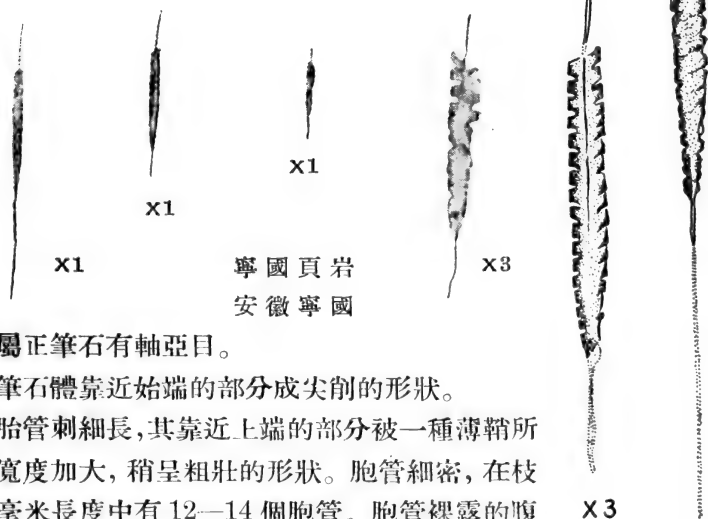 X1
X1
X1
X3
寧國頁岩
安徽寧國
屬正筆石有軸亞目。
筆石體靠近始端的部分成尖削的形狀。
胎管刺細長,其靠近上端的部分被一種薄鞘所
寬度加大,稍呈粗壯的形狀。胞管細密,在枝
毫米長度中有12—14個胞管。胞管裸露的腹
X3